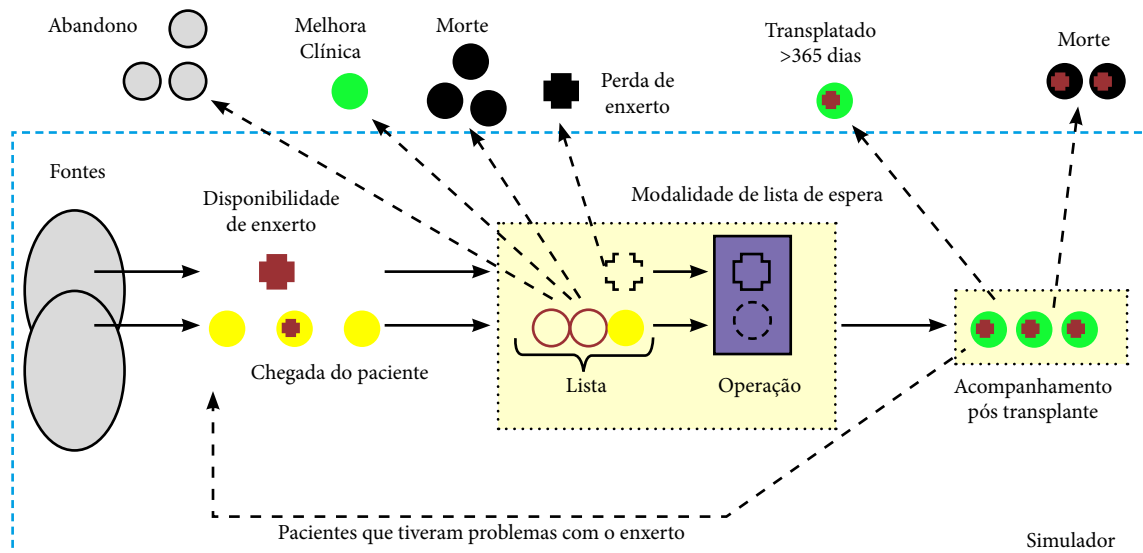 Abandono
Melhora
Clínica
Morte
Perda de
enxerto
Transplatado
>365 dias
Morte
Fontes
Disponibilidade
de enxerto
Modalidade de lista de espera
Chegada do paciente
Lista
Operação
Acompanhamento
pós transplante
Pacientes que tiveram problemas com o enxerto
Simulador